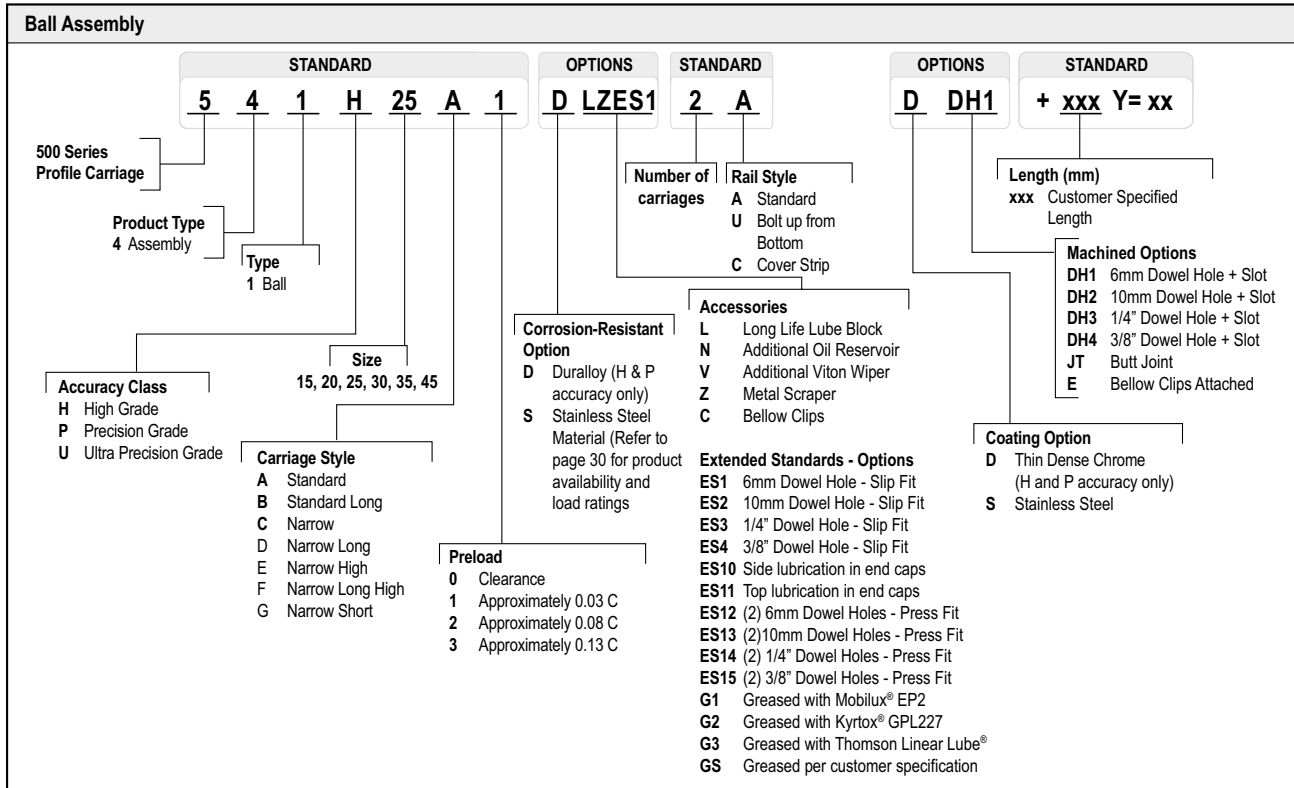 Ball Assembly
STANDARD
OPTIONS
STANDARD
OPTIONS
STANDARD
5 4 1 H 25 A 1 D LZES1 2 A D DH1 + xxx Y= xx
500 Series
Profile Carriage
Product Type
4 Assembly
Type
1 Ball
Accuracy Class
H High Grade
P Precision Grade
U Ultra Precision Grade
Size
15, 20, 25, 30, 35, 45
Carriage Style
A Standard
B Standard Long
C Narrow
D Narrow Long
E Narrow High
F Narrow Long High
G Narrow Short
Preload
0 Clearance
1 Approximately 0.03 C
2 Approximately 0.08 C
3 Approximately 0.13 C
Corrosion-Resistant
Option
D Duralloy (H & P
accuracy only)
S Stainless Steel
Material (Refer to
page 30 for product
availability and
load ratings
Number of
carriages
Rail Style
A Standard
U Bolt up from
Bottom
C Cover Strip
Accessories
L Long Life Lube Block
N Additional Oil Reservoir
V Additional Viton Wiper
Z Metal Scraper
C Bellow Clips
Extended Standards - Options
ES1 6mm Dowel Hole - Slip Fit
ES2 10mm Dowel Hole - Slip Fit
ES3 1/4” Dowel Hole - Slip Fit
ES4 3/8” Dowel Hole - Slip Fit
ES10 Side lubrication in end caps
ES11 Top lubrication in end caps
ES12 (2) 6mm Dowel Holes - Press Fit
ES13 (2)10mm Dowel Holes - Press Fit
ES14 (2) 1/4” Dowel Holes - Press Fit
ES15 (2) 3/8” Dowel Holes - Press Fit
G1 Greased with Mobilux® EP2
G2 Greased with Kyrtox® GPL227
G3 Greased with Thomson Linear Lube®
GS Greased per customer specification
Length (mm)
xxx Customer Specified
Length
Machined Options
DH1 6mm Dowel Hole + Slot
DH2 10mm Dowel Hole + Slot
DH3 1/4” Dowel Hole + Slot
DH4 3/8” Dowel Hole + Slot
JT Butt Joint
E Bellow Clips Attached
Coating Option
D Thin Dense Chrome
(H and P accuracy only)
S Stainless Steel